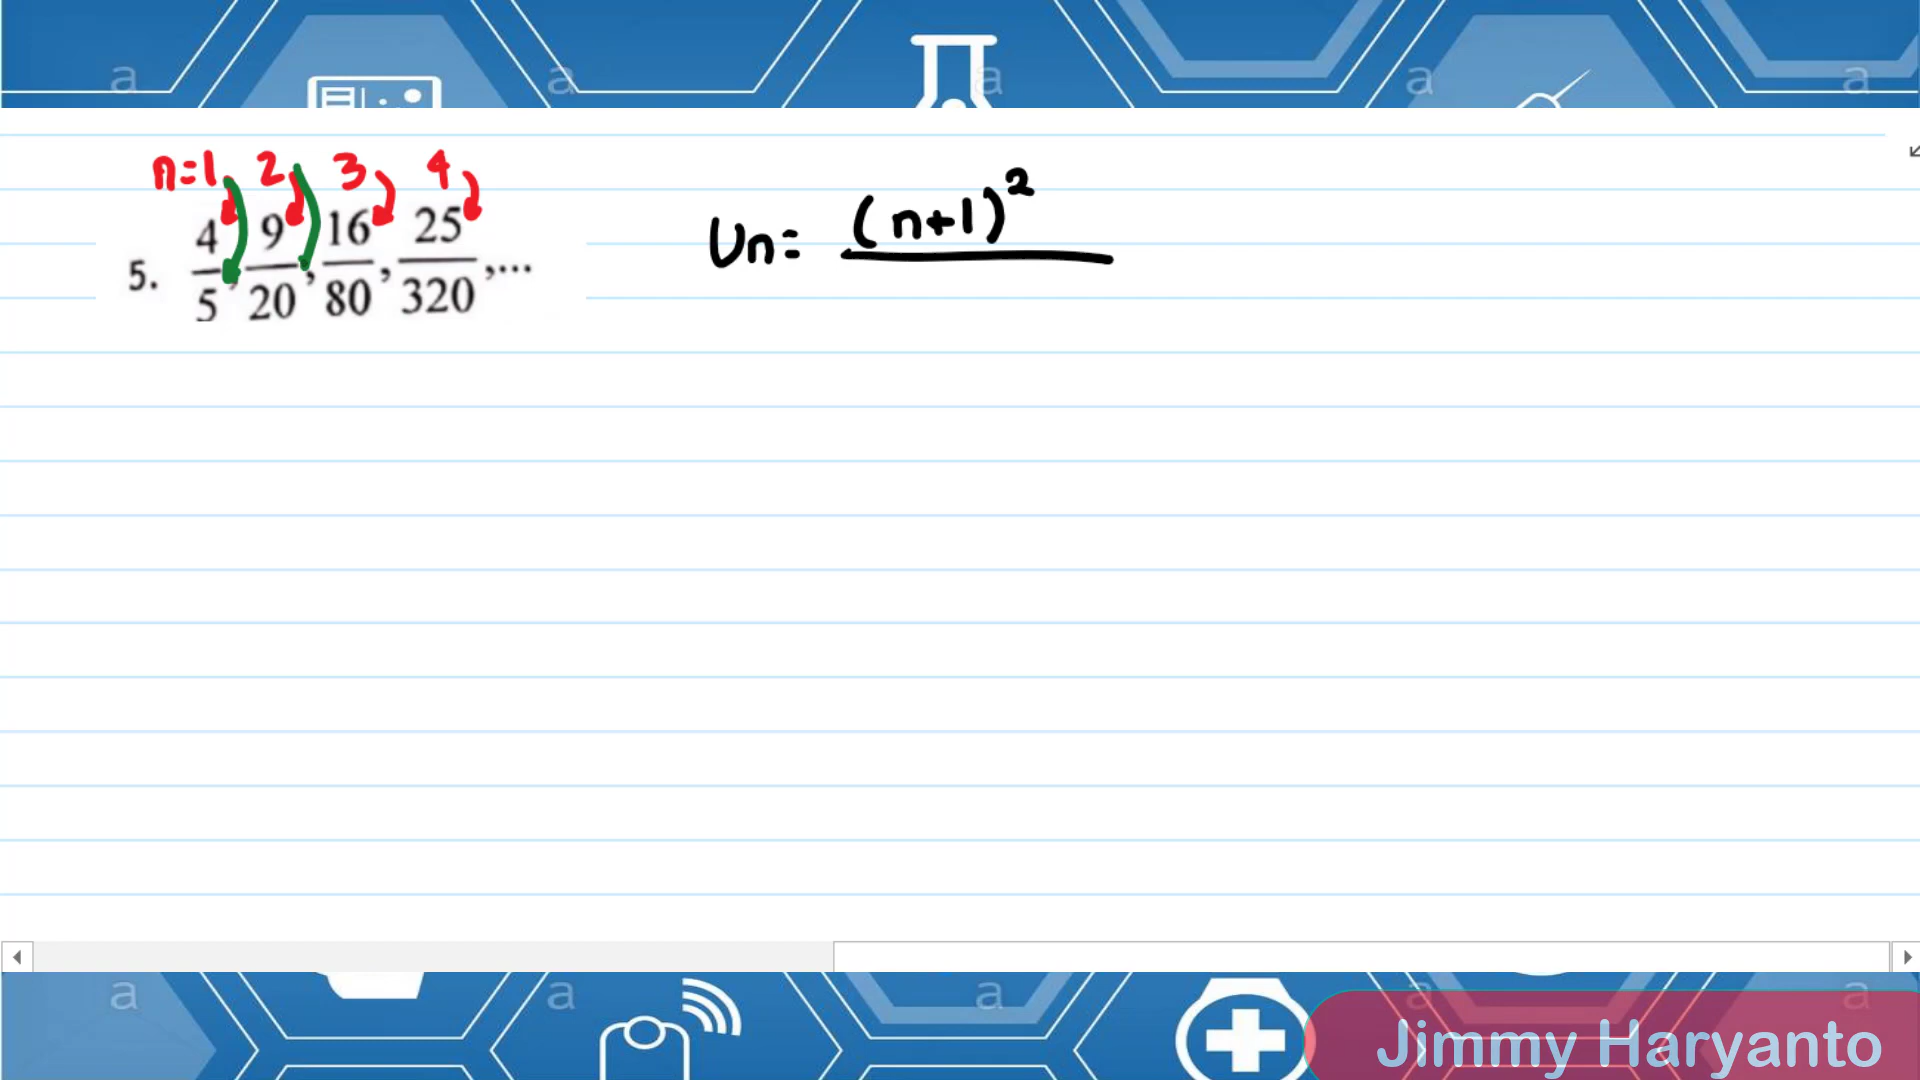 n=1 2 3 4
5. 4/5, 9/20, 16/80, 25/320, ...
Un = (n+1)²
a a a a a
a a a a a
Jimmy Haryanto